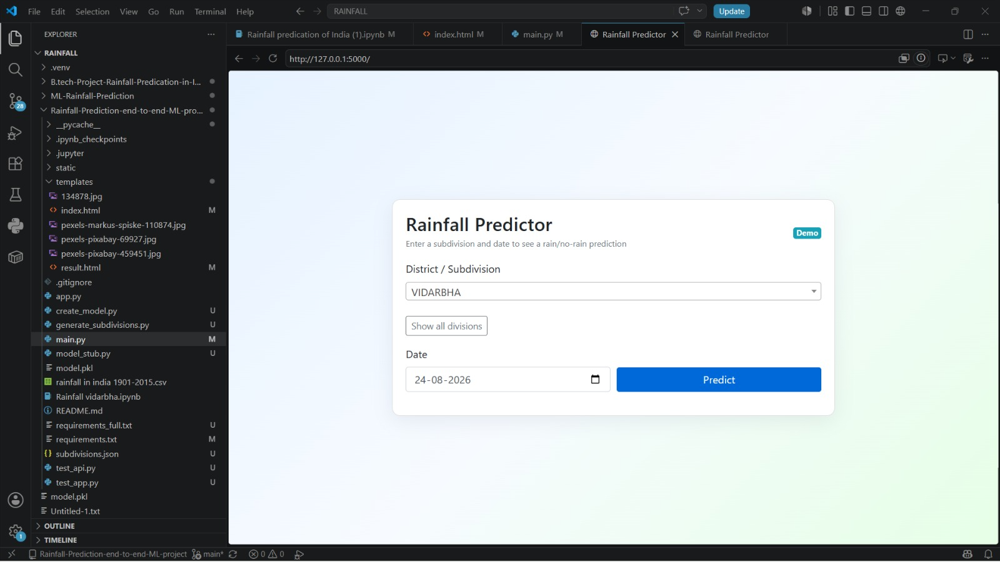 File Edit Selection View Go Run Terminal Help
RAINFALL
Update
EXPLORER
RAINFALL
.venv
B.tech-Project-Rainfall-Predication-in-I...
ML-Rainfall-Prediction
Rainfall-Prediction-end-to-end-ML-pro...
__pycache__
.ipynb_checkpoints
.jupyter
static
templates
134878.jpg
index.html M
pexels-markus-spiske-110874.jpg
pexels-pixabay-69927.jpg
pexels-pixabay-459451.jpg
result.html M
.gitignore
app.py
create_model.py U
generate_subdivisions.py U
main.py M
model_stub.py U
model.pkl
rainfall in india 1901-2015.csv
Rainfall vidarbha.ipynb
README.md
requirements_full.txt U
requirements.txt M
subdivisions.json U
test_api.py U
test_app.py U
model.pkl
Untitled-1.txt
OUTLINE
TIMELINE
28
1
Rainfall predication of India (1).ipynb M
index.html M
main.py M
Rainfall Predictor
Rainfall Predictor
http://127.0.0.1:5000/
Rainfall Predictor
Demo
Enter a subdivision and date to see a rain/no-rain prediction
District / Subdivision
VIDARBHA
Show all divisions
Date
24-08-2026
Predict
Rainfall-Prediction-end-to-end-ML-project main* 0 0